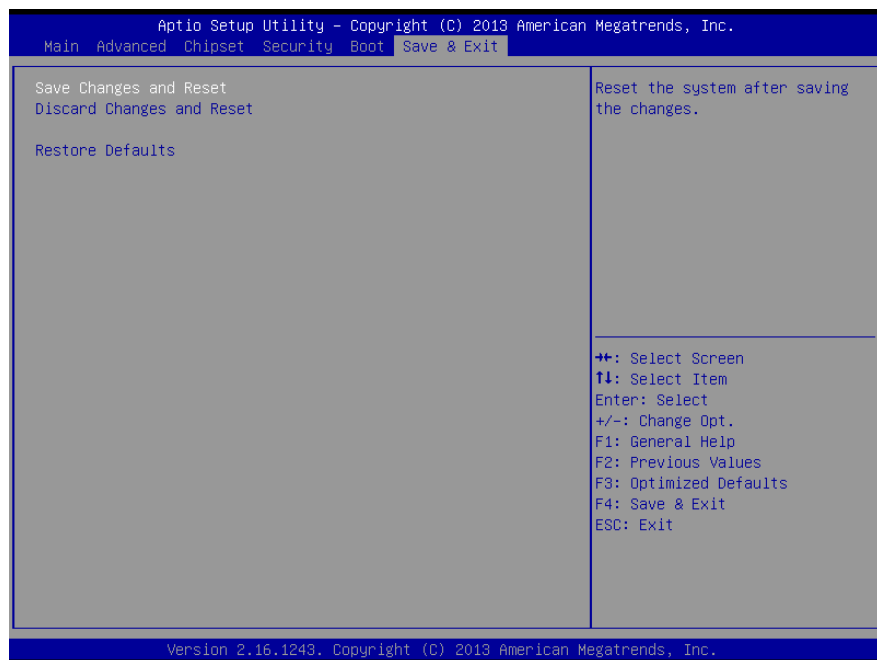 Aptio Setup Utility – Copyright (C) 2013 American Megatrends, Inc.
Main Advanced Chipset Security Boot Save & Exit
Save Changes and Reset
Discard Changes and Reset
Restore Defaults
Reset the system after saving
the changes.
→←: Select Screen
↑↓: Select Item
Enter: Select
+/-: Change Opt.
F1: General Help
F2: Previous Values
F3: Optimized Defaults
F4: Save & Exit
ESC: Exit
Version 2.16.1243. Copyright (C) 2013 American Megatrends, Inc.